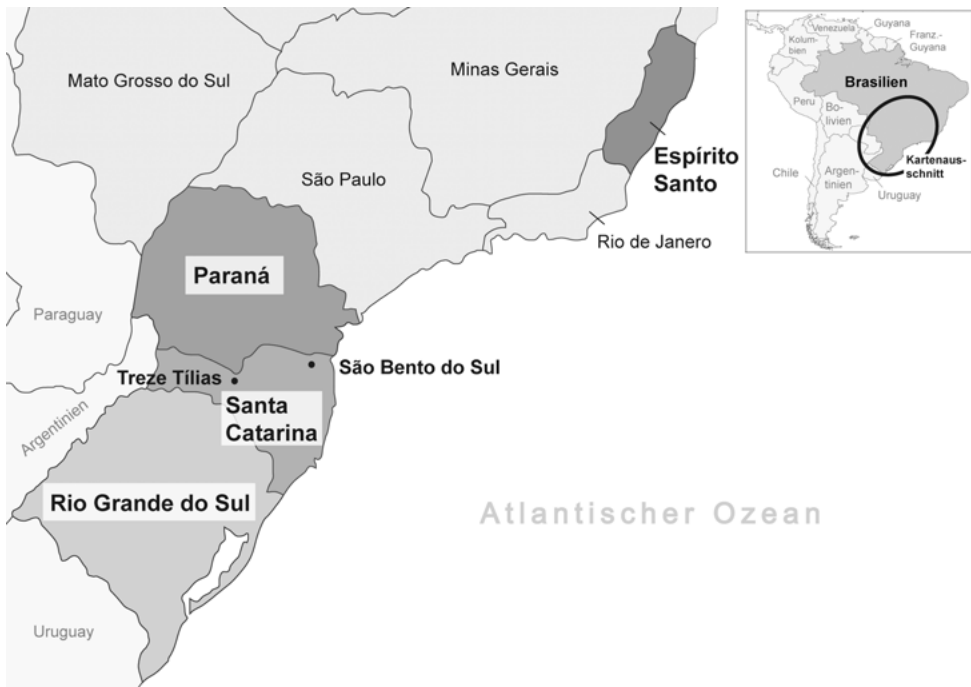 Mato Grosso do Sul
Minas Gerais
São Paulo
Espírito
Santo
Rio de Janero
Paraná
Paraguay
São Bento do Sul
Treze Tílias
Santa
Catarina
Argentinien
Rio Grande do Sul
Atlantischer Ozean
Uruguay
Venezuela
Guyana
Kolum-
bien
Franz.-
Guyana
Brasilien
Peru
Bo-
livien
Kartenaus-
schnitt
Chile
Argen-
tinien
Uruguay